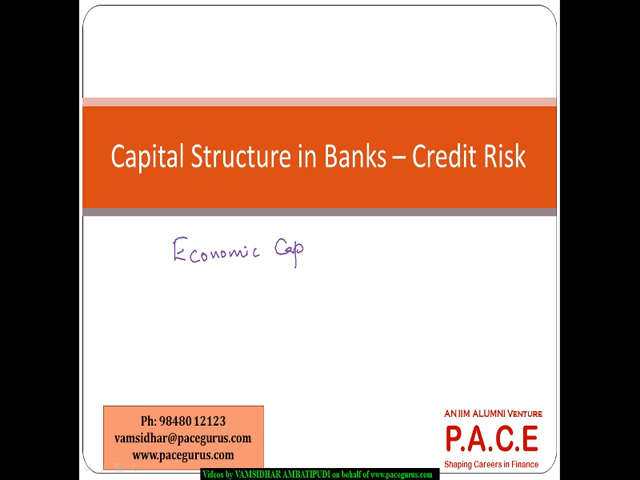 Capital Structure in Banks – Credit Risk
Economic Cap
Ph: 98480 12123
vamsidhar@pacegurus.com
www.pacegurus.com
AN IIM ALUMNI VENTURE
P.A.C.E
Shaping Careers in Finance
Videos by VAMSIDHAR AMBATIPUDI on behalf of www.pacegurus.com